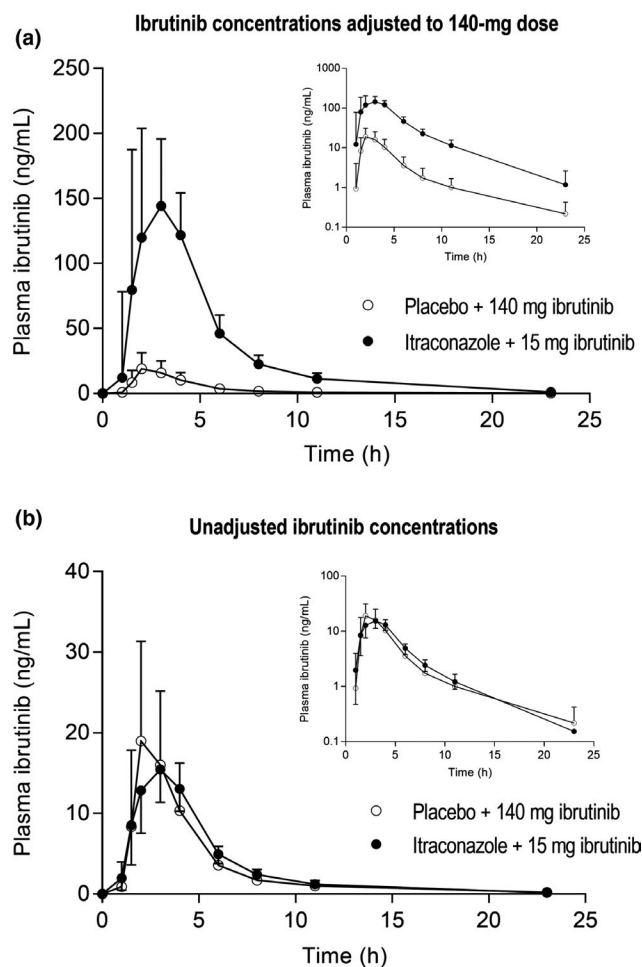 (a)
Ibrutinib concentrations adjusted to 140-mg dose
Plasma ibrutinib (ng/mL)
250
200
150
100
50
0
0
5
10
15
20
25
Time (h)
Plasma ibrutinib (ng/mL)
1000
100
10
1
0.1
0
5
10
15
20
25
Time (h)
Placebo + 140 mg ibrutinib
Itraconazole + 15 mg ibrutinib
(b)
Unadjusted ibrutinib concentrations
Plasma ibrutinib (ng/mL)
40
30
20
10
0
0
5
10
15
20
25
Time (h)
Plasma ibrutinib (ng/mL)
100
10
1
0.1
0
5
10
15
20
25
Time (h)
Placebo + 140 mg ibrutinib
Itraconazole + 15 mg ibrutinib